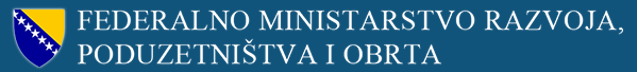 FEDERALNO MINISTARSTVO RAZVOJA,
PODUZETNIŠTVA I OBRTA